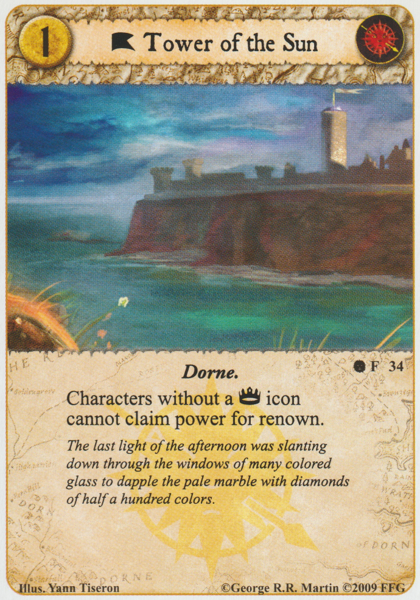 1 Tower of the Sun
Dorne.
F 34
Characters without a icon
cannot claim power for renown.
The last light of the afternoon was slanting
down through the windows of many colored
glass to dapple the pale marble with diamonds
of half a hundred colors.
DORNE
Illus. Yann Tiseron
©George R.R. Martin ©2009 FFG